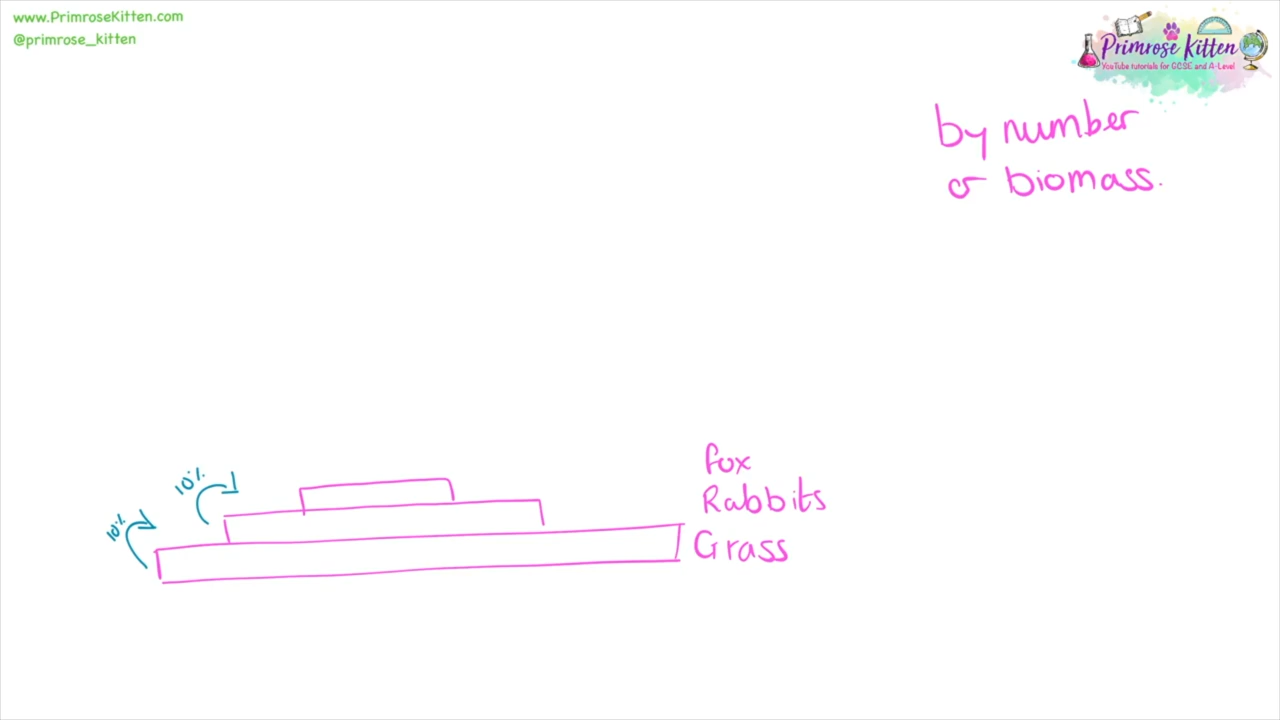 www.PrimroseKitten.com
@primrose_kitten
Primrose Kitten
YouTube tutorials for GCSE and A-Level
by number
or biomass.
fox
10%
Rabbits
10%
Grass